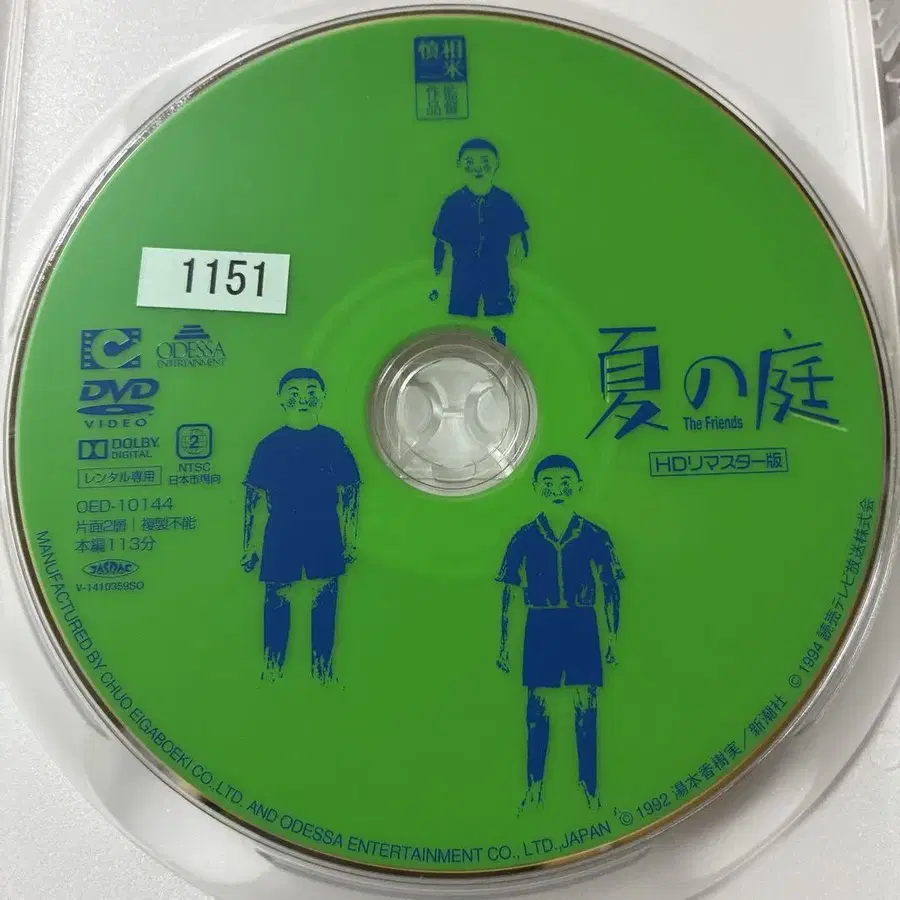 相米
慎二
監督
作品
1151
ODESSA
ENTERTAINMENT
DVD
VIDEO
DOLBY
DIGITAL
2
NTSC
日本市場向
レンタル専用
OED-10144
片面2層｜複製不能
本編113分
JASRAC
V-1410359SO
夏の庭
The Friends
HDリマスター版
MANUFACTURED BY CHUO EIGABOEKI CO.,LTD. AND ODESSA ENTERTAINMENT CO., LTD.,JAPAN
©1992 湯本香樹実／新潮社 ©1994 読売テレビ放送株式会